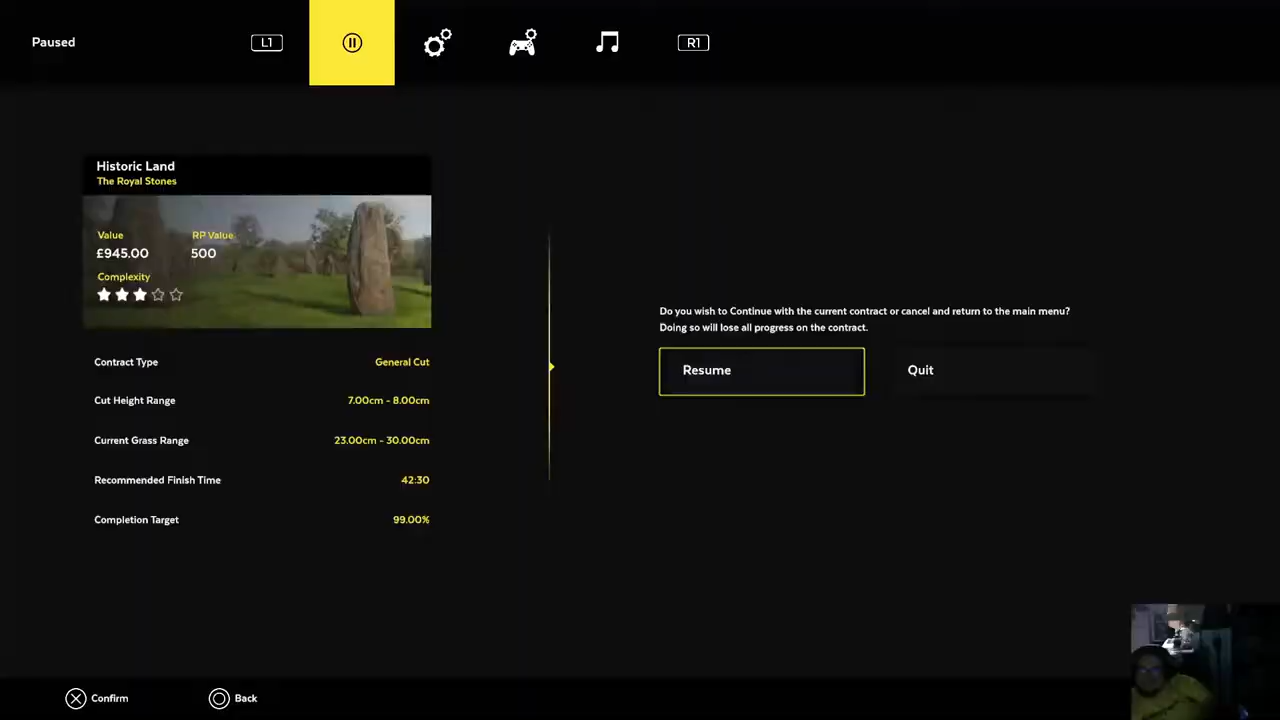 Paused
L1
R1
Historic Land
The Royal Stones
Value
RP Value
£945.00
500
Complexity
Contract Type
General Cut
Cut Height Range
7.00cm - 8.00cm
Current Grass Range
23.00cm - 30.00cm
Recommended Finish Time
42:30
Completion Target
99.00%
Do you wish to Continue with the current contract or cancel and return to the main menu?
Doing so will lose all progress on the contract.
Resume
Quit
Confirm
Back